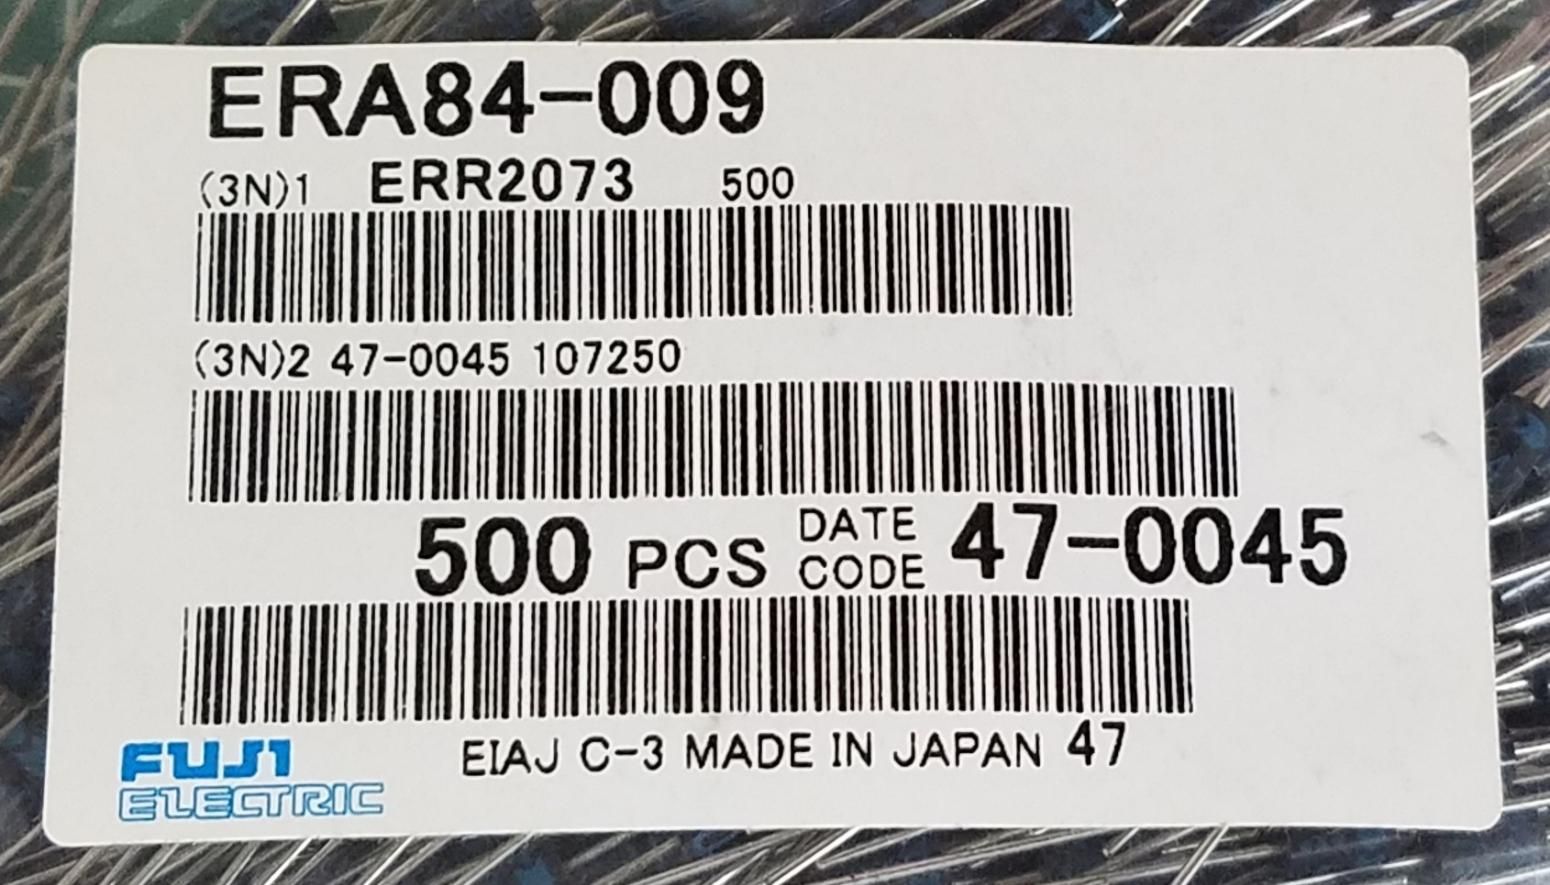 ERA84-009
(3N)1 ERR2073 500
(3N)2 47-0045 107250
500 PCS DATE CODE 47-0045
EIAJ C-3 MADE IN JAPAN 47
FUJI
ELECTRIC